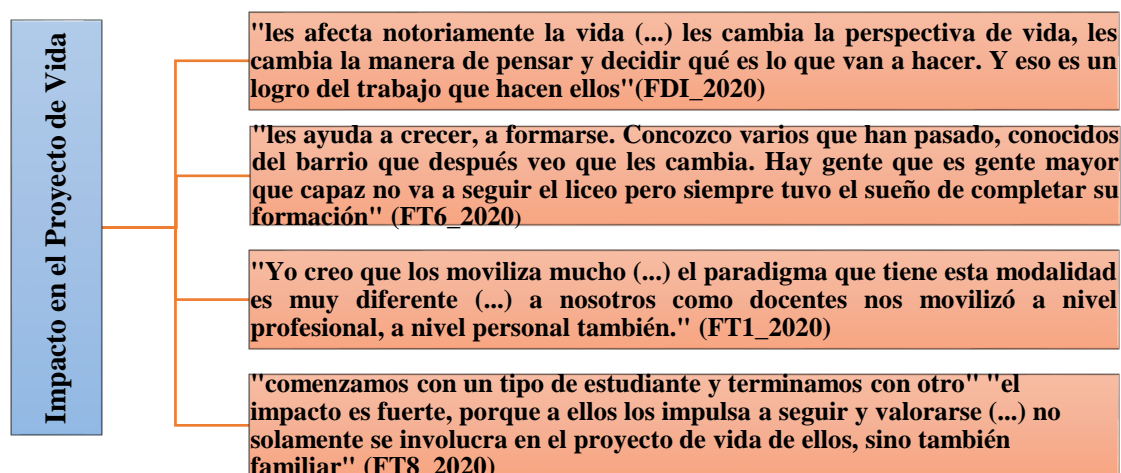 Impacto en el Proyecto de Vida
"les afecta notoriamente la vida (...) les cambia la perspectiva de vida, les
cambia la manera de pensar y decidir qué es lo que van a hacer. Y eso es un
logro del trabajo que hacen ellos"(FDI_2020)
"les ayuda a crecer, a formarse. Concozco varios que han pasado, conocidos
del barrio que después veo que les cambia. Hay gente que es gente mayor
que capaz no va a seguir el liceo pero siempre tuvo el sueño de completar su
formación" (FT6_2020)
"Yo creo que los moviliza mucho (...) el paradigma que tiene esta modalidad
es muy diferente (...) a nosotros como docentes nos movilizó a nivel
profesional, a nivel personal también." (FT1_2020)
"comenzamos con un tipo de estudiante y terminamos con otro" "el
impacto es fuerte, porque a ellos los impulsa a seguir y valorarse (...) no
solamente se involucra en el proyecto de vida de ellos, sino también
familiar" (FT8_2020)